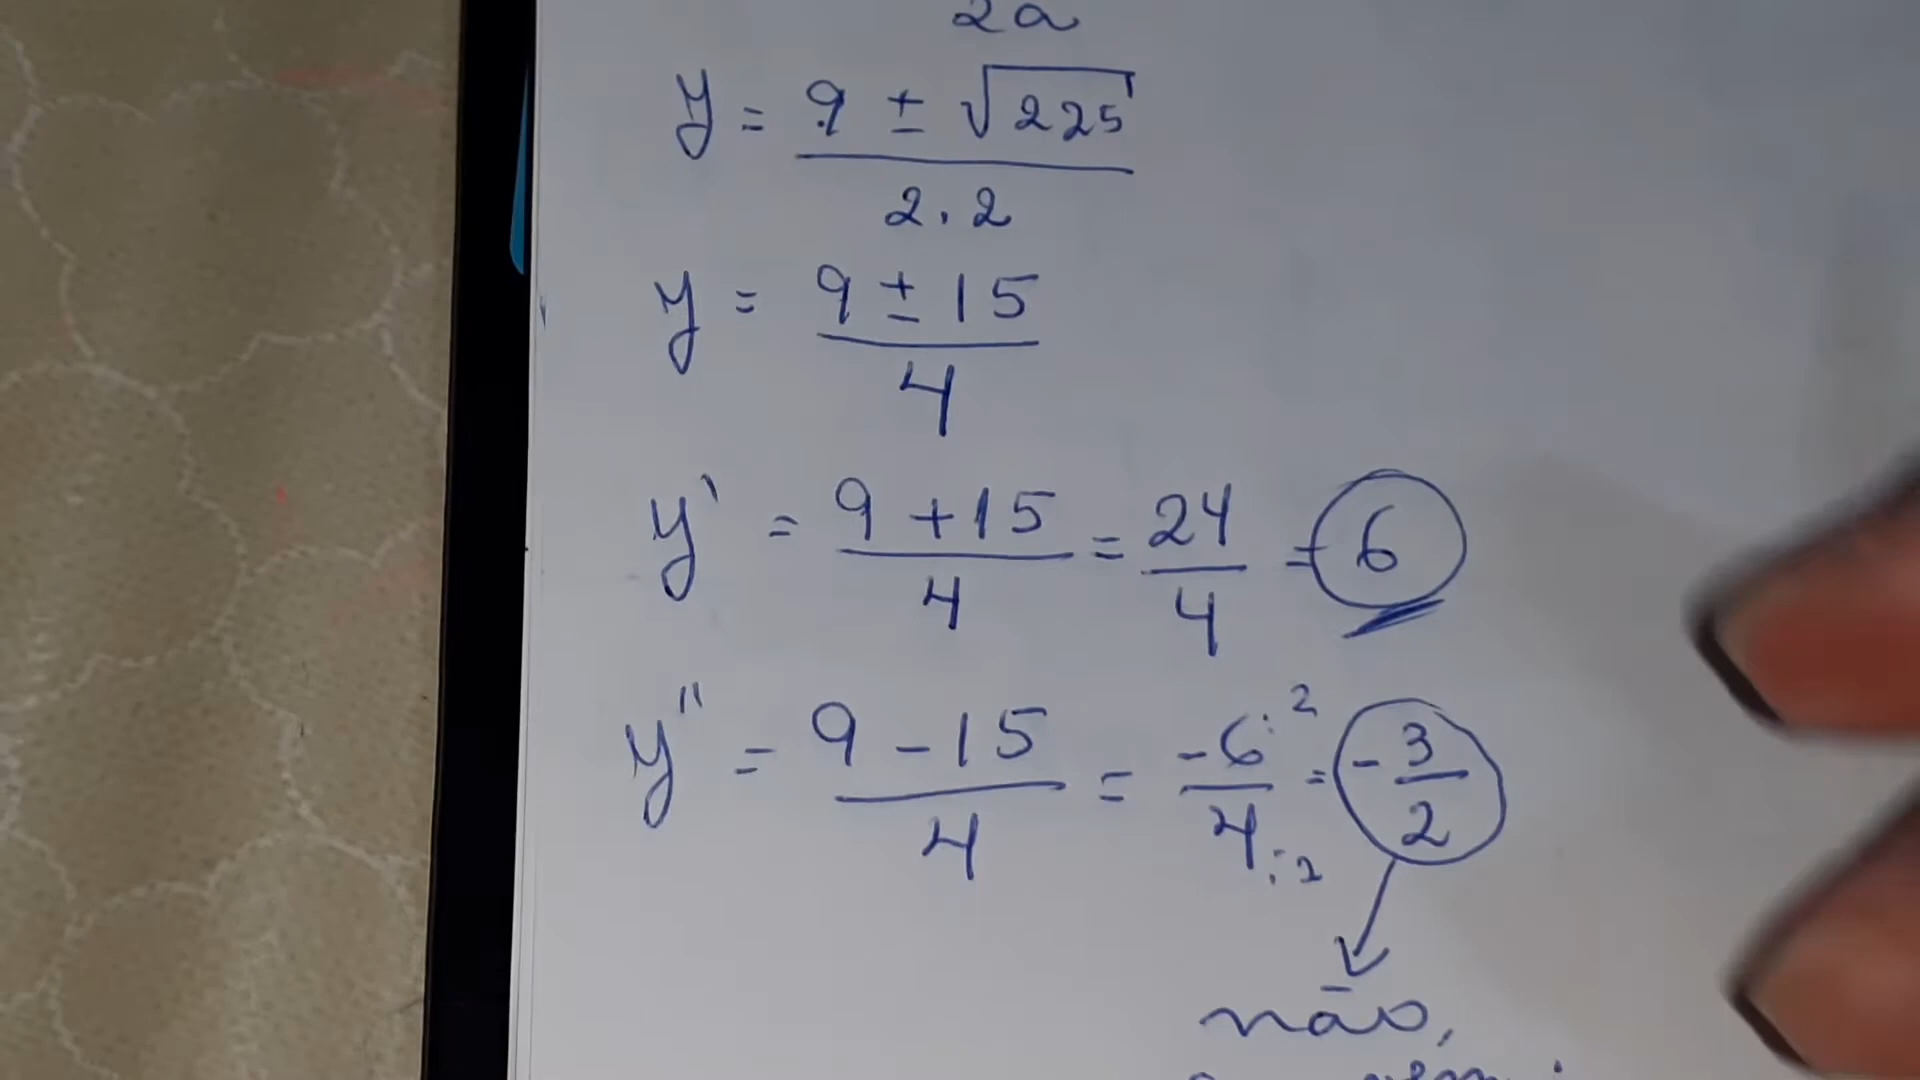 2a
y = 9 ± √225
2.2
y = 9 ± 15
4
y' = 9 + 15 = 24 = 6
4 4
y'' = 9 - 15 = -6:2 = - 3
4 4:2 2
não,